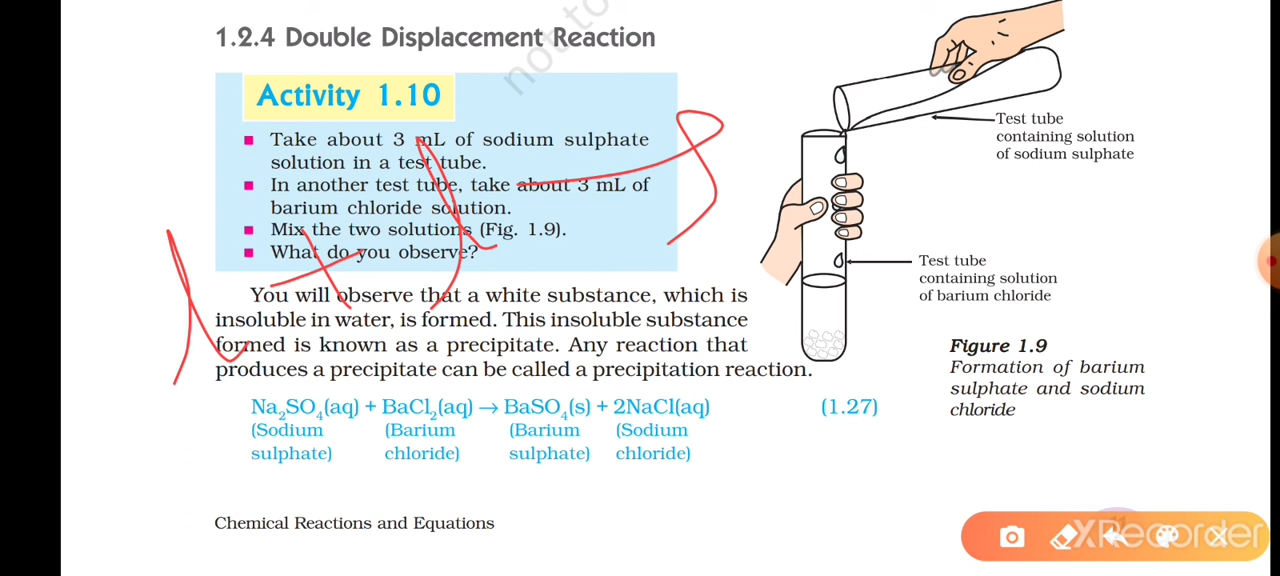 not to
1.2.4 Double Displacement Reaction
Activity 1.10
■ Take about 3 mL of sodium sulphate
solution in a test tube.
■ In another test tube, take about 3 mL of
barium chloride solution.
■ Mix the two solutions (Fig. 1.9).
■ What do you observe?
Test tube
containing solution
of sodium sulphate
Test tube
containing solution
of barium chloride
Figure 1.9
Formation of barium
sulphate and sodium
chloride
You will observe that a white substance, which is
insoluble in water, is formed. This insoluble substance
formed is known as a precipitate. Any reaction that
produces a precipitate can be called a precipitation reaction.
Na₂SO₄(aq) + BaCl₂(aq) → BaSO₄(s) + 2NaCl(aq) (1.27)
(Sodium (Barium (Barium (Sodium
sulphate) chloride) sulphate) chloride)
Chemical Reactions and Equations
XRecorder